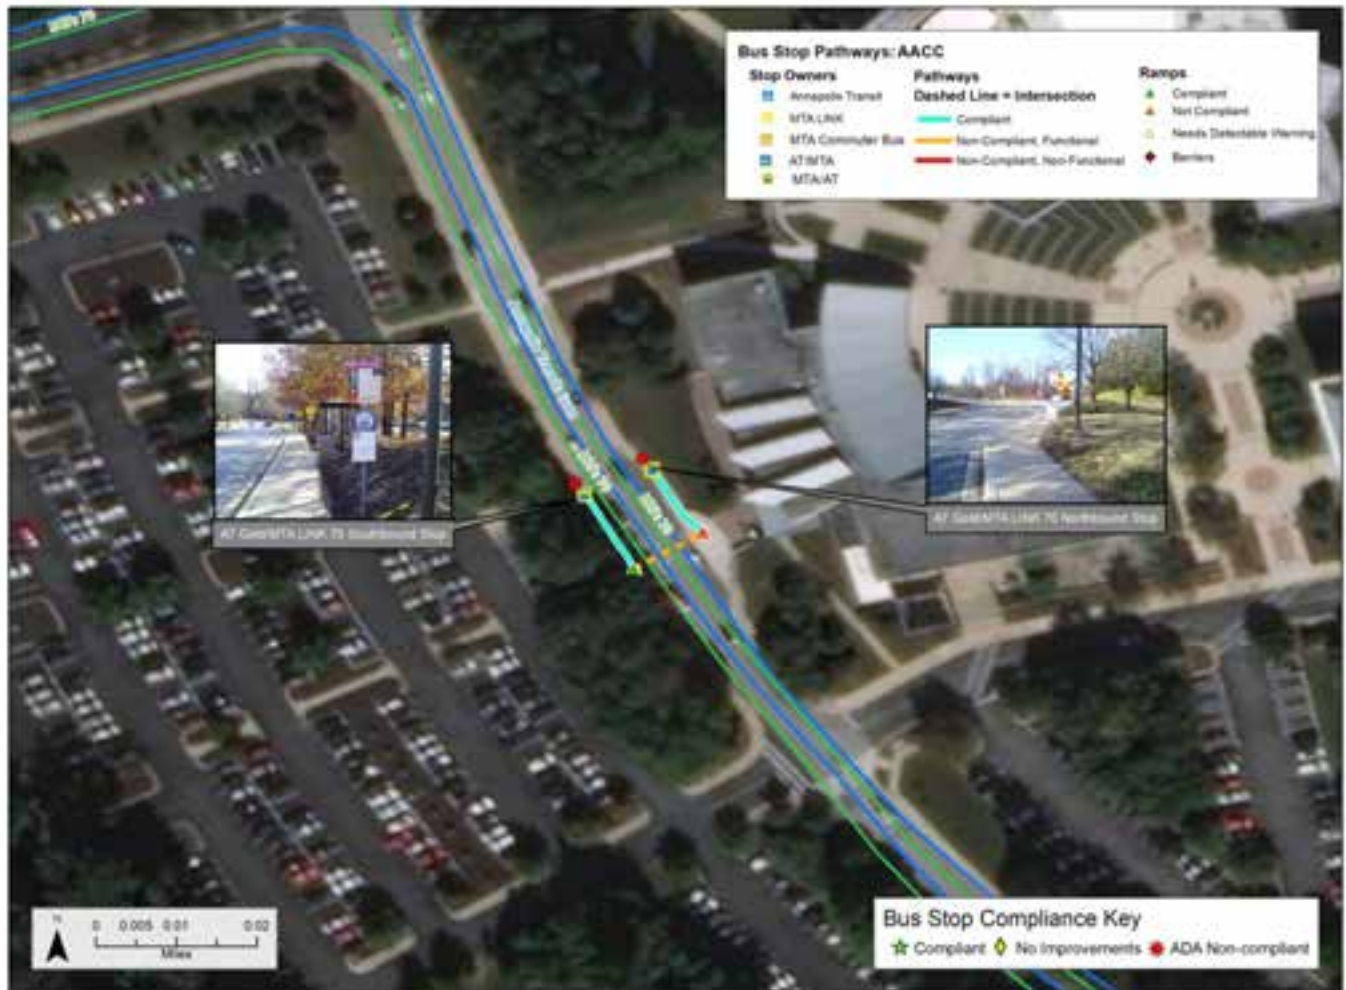 Bus Stop Pathways: AACC
Stop Owners
Annapolis Transit
MTA LINK
MTA Commuter Bus
AT/MTA
MTA/AT
Pathways
Dashed Line = Intersection
Compliant
Non-Compliant, Functional
Non-Compliant, Non-Functional
Ramps
Compliant
Not Compliant
Needs Detectable Warning
Barriers
AT Gold/MTA LINK 70 Southbound Stop
AT Gold/MTA LINK 70 Northbound Stop
N
0 0.005 0.01 0.02
Miles
Bus Stop Compliance Key
Compliant No Improvements ADA Non-compliant